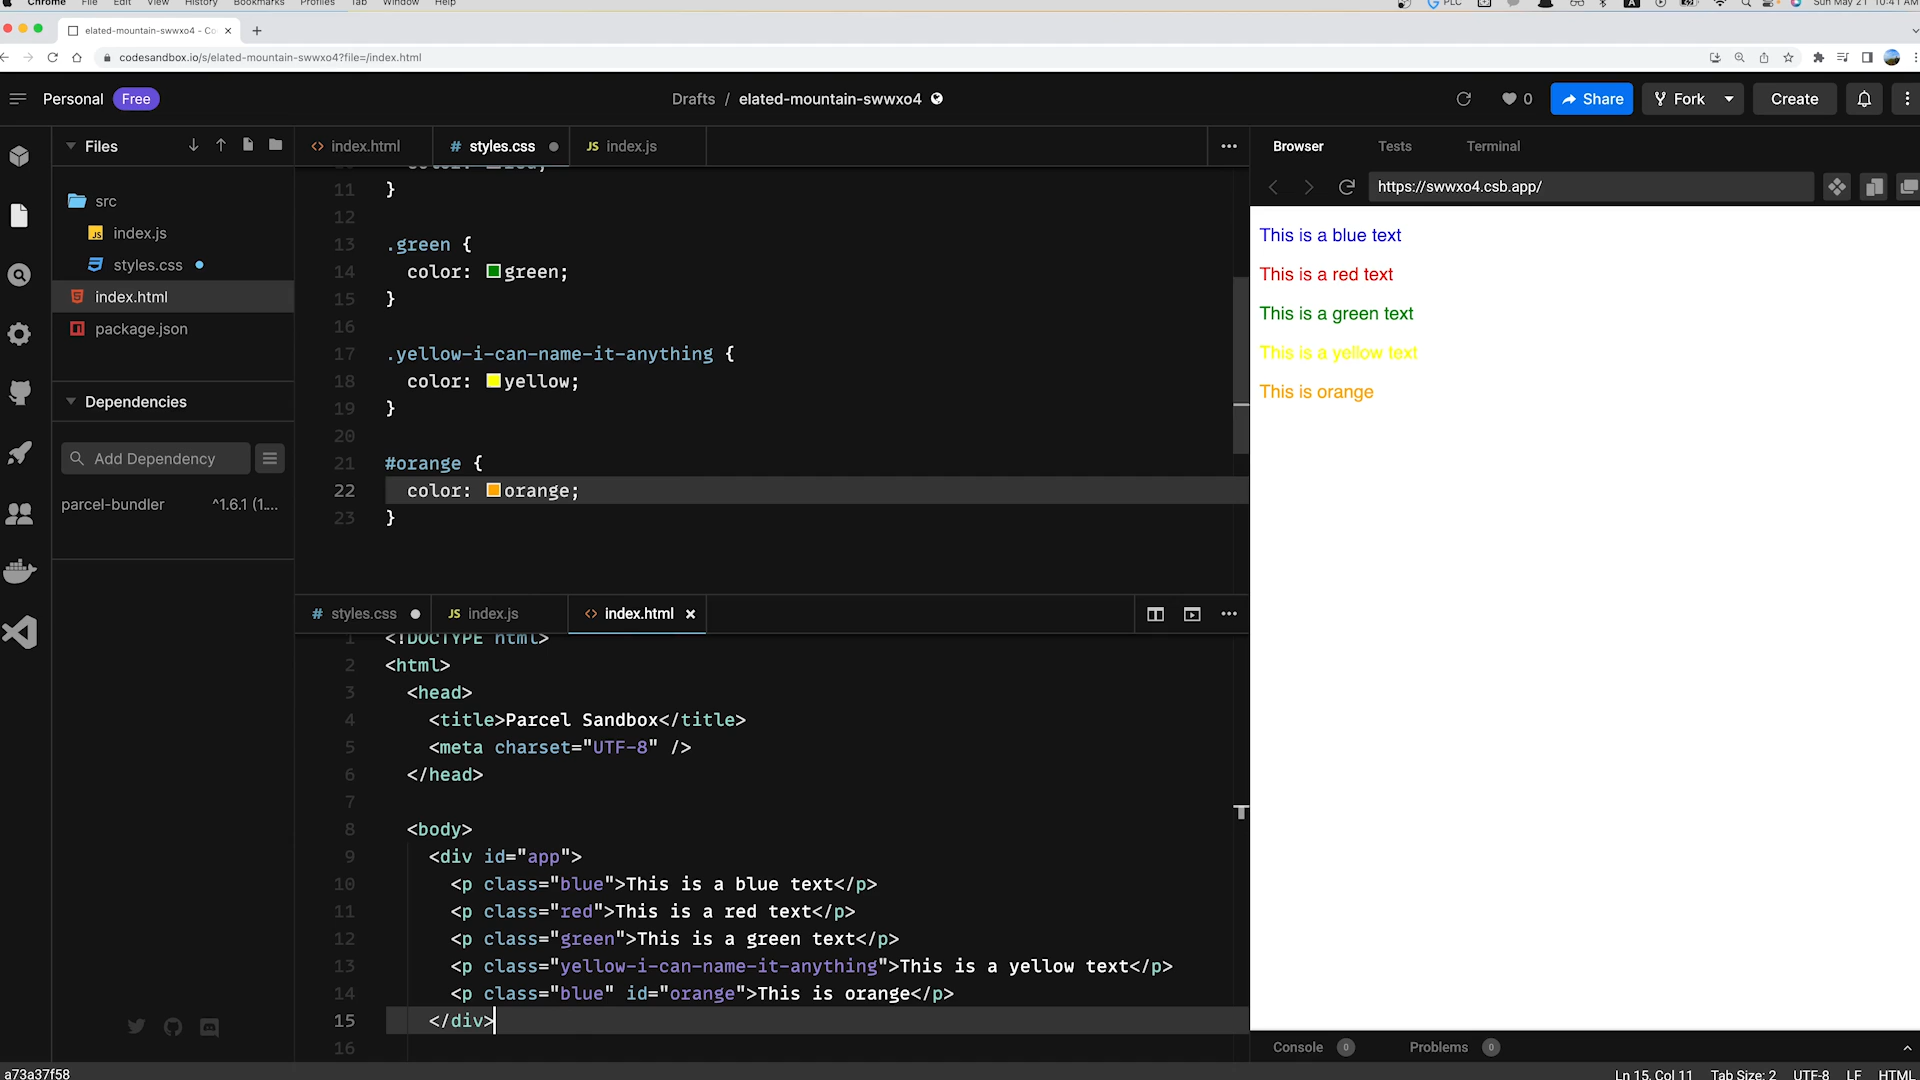 Chrome File Edit View History Bookmarks Profiles Tab Window Help PLC Sun May 21 10:41 AM
elated-mountain-swwxo4 - Co
codesandbox.io/s/elated-mountain-swwxo4?file=/index.html
Personal Free
Drafts / elated-mountain-swwxo4
0
Share
Fork
Create
Files
src
index.js
styles.css
index.html
package.json
Dependencies
Add Dependency
parcel-bundler ^1.6.1 (1....
index.html
styles.css
index.js
11 }
12
13 .green {
14 color: green;
15 }
16
17 .yellow-i-can-name-it-anything {
18 color: yellow;
19 }
20
21 #orange {
22 color: orange;
23 }
styles.css
index.js
index.html
1 <!DOCTYPE html>
2 <html>
3 <head>
4 <title>Parcel Sandbox</title>
5 <meta charset="UTF-8" />
6 </head>
7
8 <body>
9 <div id="app">
10 <p class="blue">This is a blue text</p>
11 <p class="red">This is a red text</p>
12 <p class="green">This is a green text</p>
13 <p class="yellow-i-can-name-it-anything">This is a yellow text</p>
14 <p class="blue" id="orange">This is orange</p>
15 </div>
16
Browser
Tests
Terminal
https://swwxo4.csb.app/
This is a blue text
This is a red text
This is a green text
This is a yellow text
This is orange
Console 0
Problems 0
a73a37f58
Ln 15, Col 11 Tab Size: 2 UTF-8 LF HTML